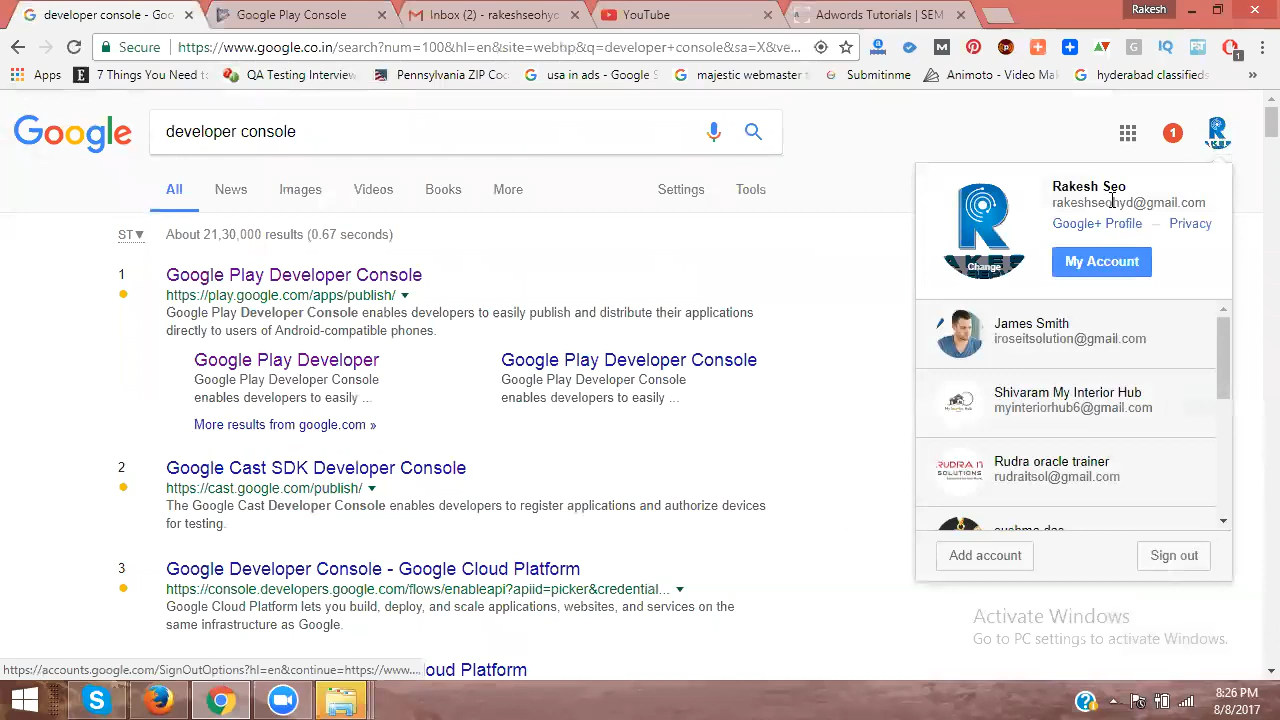 developer console - Goo
Google Play Console
Inbox (2) - rakeshseohyc
YouTube
Adwords Tutorials | SEM
Rakesh
Secure
https://www.google.co.in/search?num=100&hl=en&site=webhp&q=developer+console&sa=X&ve...
1
Apps
7 Things You Need to
QA Testing Interview
Pennsylvania ZIP Coc
usa in ads - Google S
majestic webmaster
Submitinme
Animoto - Video Ma
hyderabad classifieds
»
Google
developer console
1
All
News
Images
Videos
Books
More
Settings
Tools
ST▼
About 21,30,000 results (0.67 seconds)
1
Google Play Developer Console
https://play.google.com/apps/publish/
Google Play Developer Console enables developers to easily publish and distribute their applications
directly to users of Android-compatible phones.
Google Play Developer
Google Play Developer Console
enables developers to easily ...
Google Play Developer Console
Google Play Developer Console
enables developers to easily ...
More results from google.com »
2
Google Cast SDK Developer Console
https://cast.google.com/publish/
The Google Cast Developer Console enables developers to register applications and authorize devices
for testing.
3
Google Developer Console - Google Cloud Platform
https://console.developers.google.com/flows/enableapi?apiid=picker&credential...
Google Cloud Platform lets you build, deploy, and scale applications, websites, and services on the
same infrastructure as Google.
oud Platform
https://accounts.google.com/SignOutOptions?hl=en&continue=https://www....
Change
Rakesh Seo
rakeshseohyd@gmail.com
Google+ Profile
Privacy
My Account
James Smith
iroseitsolution@gmail.com
Shivaram My Interior Hub
myinteriorhub6@gmail.com
Rudra oracle trainer
rudraitsol@gmail.com
Add account
Sign out
Activate Windows
Go to PC settings to activate Windows.
8:26 PM
8/8/2017